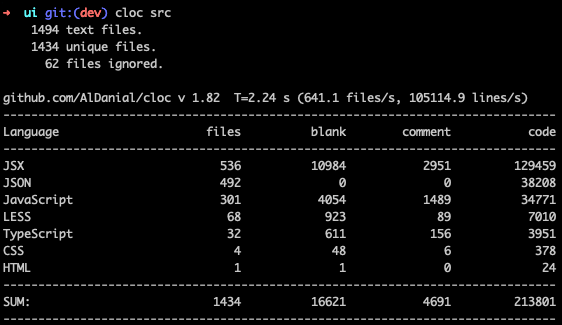 ➜  ui git:(dev) cloc src
    1494 text files.
    1434 unique files.
      62 files ignored.

github.com/AlDanial/cloc v 1.82  T=2.24 s (641.1 files/s, 105114.9 lines/s)
-------------------------------------------------------------------------------
Language                     files          blank        comment           code
-------------------------------------------------------------------------------
JSX                            536          10984           2951         129459
JSON                           492              0              0          38208
JavaScript                     301           4054           1489          34771
LESS                            68            923             89           7010
TypeScript                      32            611            156           3951
CSS                              4             48              6            378
HTML                             1              1              0             24
-------------------------------------------------------------------------------
SUM:                          1434          16621           4691         213801
-------------------------------------------------------------------------------